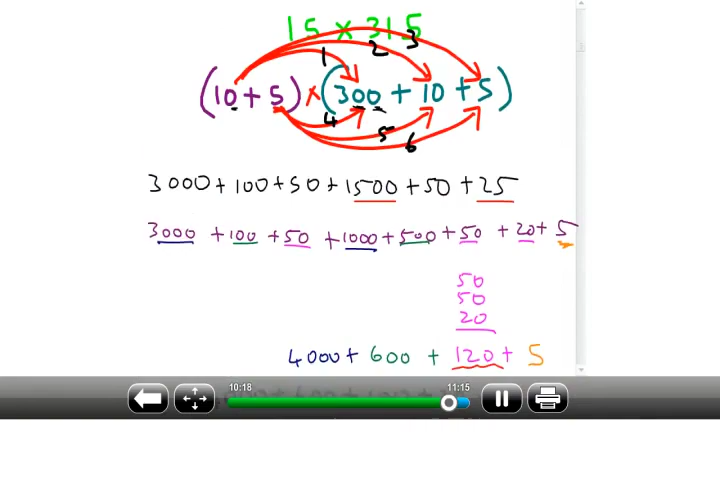 15 x 315
1 2 3
(10 + 5) x (300 + 10 + 5)
4 5 6
3000 + 100 + 50 + 1500 + 50 + 25
3000 + 100 + 50 + 1000 + 500 + 50 + 20 + 5
50
50
20
4000 + 600 + 120 + 5
10:18 11:15